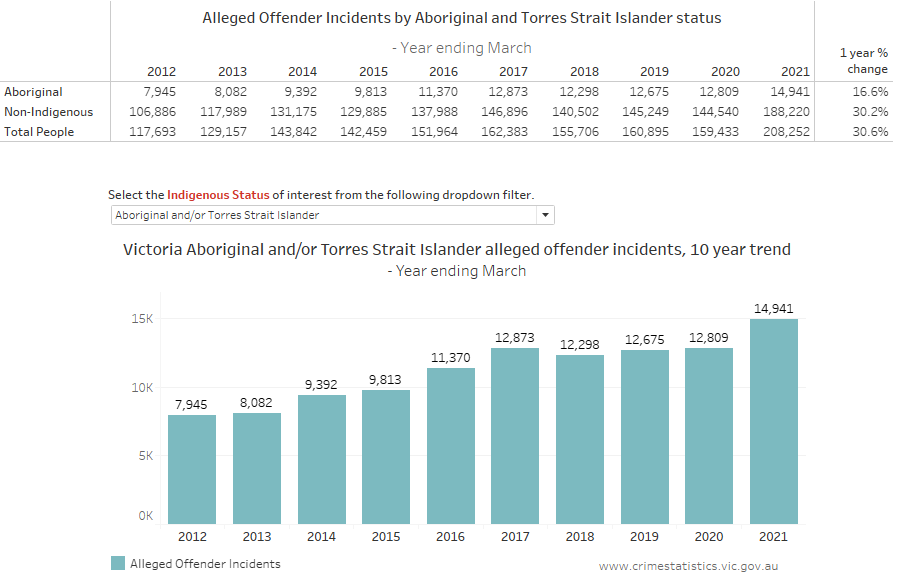 Alleged Offender Incidents by Aboriginal and Torres Strait Islander status
- Year ending March
1 year % change
2012 2013 2014 2015 2016 2017 2018 2019 2020 2021
Aboriginal 7,945 8,082 9,392 9,813 11,370 12,873 12,298 12,675 12,809 14,941 16.6%
Non-Indigenous 106,886 117,989 131,175 129,885 137,988 146,896 140,502 145,249 144,540 188,220 30.2%
Total People 117,693 129,157 143,842 142,459 151,964 162,383 155,706 160,895 159,433 208,252 30.6%
Select the Indigenous Status of interest from the following dropdown filter.
Aboriginal and/or Torres Strait Islander
Victoria Aboriginal and/or Torres Strait Islander alleged offender incidents, 10 year trend
- Year ending March
15K
10K
5K
0K
7,945 8,082 9,392 9,813 11,370 12,873 12,298 12,675 12,809 14,941
2012 2013 2014 2015 2016 2017 2018 2019 2020 2021
Alleged Offender Incidents
www.crimestatistics.vic.gov.au